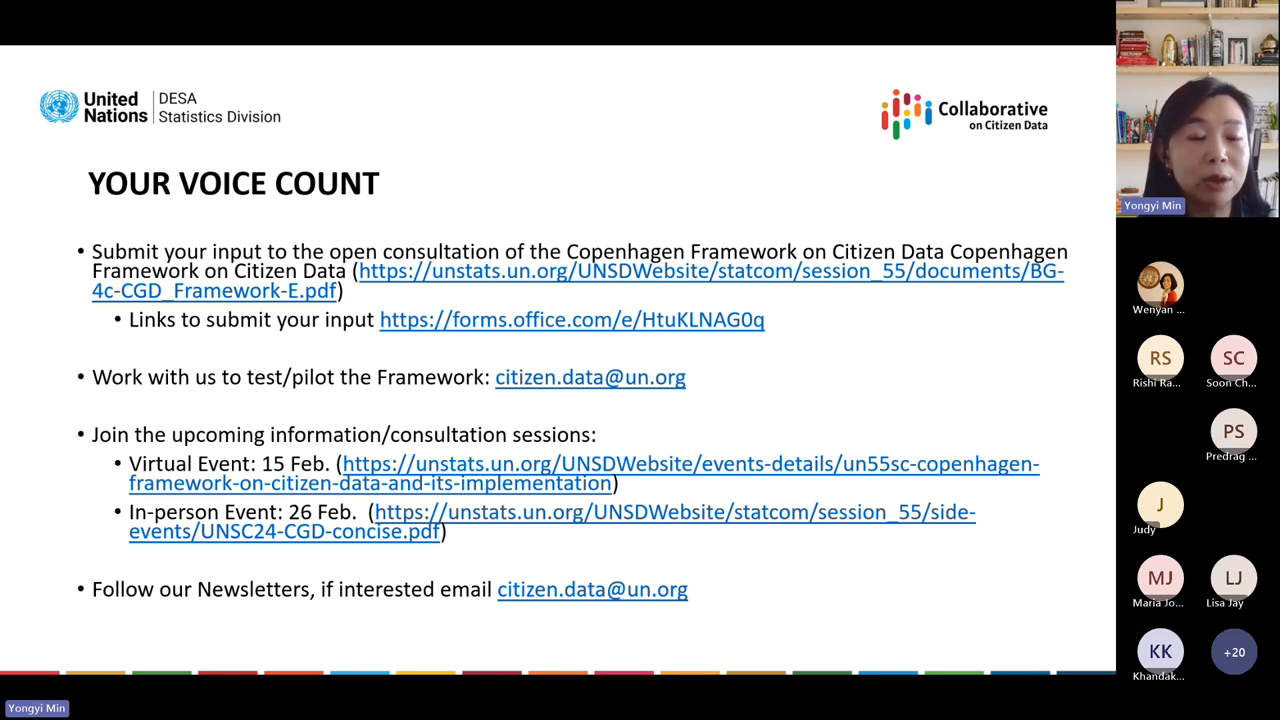 United Nations
DESA
Statistics Division
Collaborative
on Citizen Data
YOUR VOICE COUNT
• Submit your input to the open consultation of the Copenhagen Framework on Citizen Data Copenhagen
Framework on Citizen Data (https://unstats.un.org/UNSDWebsite/statcom/session_55/documents/BG-
4c-CGD_Framework-E.pdf)
• Links to submit your input https://forms.office.com/e/HtuKLNAG0q
• Work with us to test/pilot the Framework: citizen.data@un.org
• Join the upcoming information/consultation sessions:
• Virtual Event: 15 Feb. (https://unstats.un.org/UNSDWebsite/events-details/un55sc-copenhagen-
framework-on-citizen-data-and-its-implementation)
• In-person Event: 26 Feb. (https://unstats.un.org/UNSDWebsite/statcom/session_55/side-
events/UNSC24-CGD-concise.pdf)
• Follow our Newsletters, if interested email citizen.data@un.org
Yongyi Min
Wenyan ...
RS
Rishi Ra...
SC
Soon Ch...
PS
Predrag ...
J
Judy
MJ
Maria Jo...
LJ
Lisa Jay
KK
Khandak...
+20
Yongyi Min